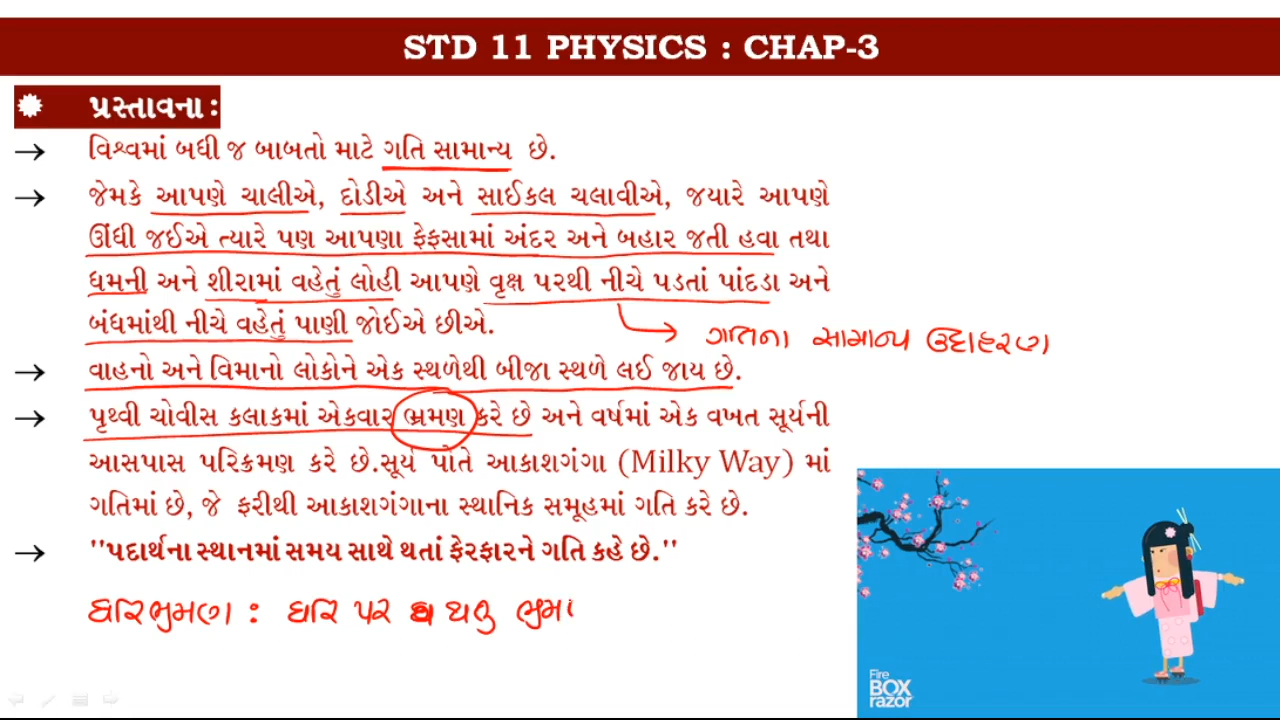 STD 11 PHYSICS : CHAP-3
પ્રસ્તાવના :
→ વિશ્વમાં બધી જ બાબતો માટે ગતિ સામાન્ય છે.
→ જેમકે આપણે ચાલીએ, દોડીએ અને સાઈકલ ચલાવીએ, જયારે આપણે
ઊંઘી જઈએ ત્યારે પણ આપણા ફેફસામાં અંદર અને બહાર જતી હવા તથા
ધમની અને શીરામાં વહેતું લોહી આપણે વૃક્ષ પરથી નીચે પડતાં પાંદડા અને
બંધમાંથી નીચે વહેતું પાણી જોઈએ છીએ.
ગતિના સામાન્ય ઉદાહરણ
→ વાહનો અને વિમાનો લોકોને એક સ્થળેથી બીજા સ્થળે લઈ જાય છે.
→ પૃથ્વી ચોવીસ કલાકમાં એકવાર ભ્રમણ કરે છે અને વર્ષમાં એક વખત સૂર્યની
આસપાસ પરિક્રમણ કરે છે.સૂર્ય પોતે આકાશગંગા (Milky Way) માં
ગતિમાં છે, જે ફરીથી આકાશગંગાના સ્થાનિક સમૂહમાં ગતિ કરે છે.
→ "પદાર્થના સ્થાનમાં સમય સાથે થતાં ફેરફારને ગતિ કહે છે."
ધરિભ્રમણ : ધરિ પર થતુ ભ્રમ
Fire
BOX
razor